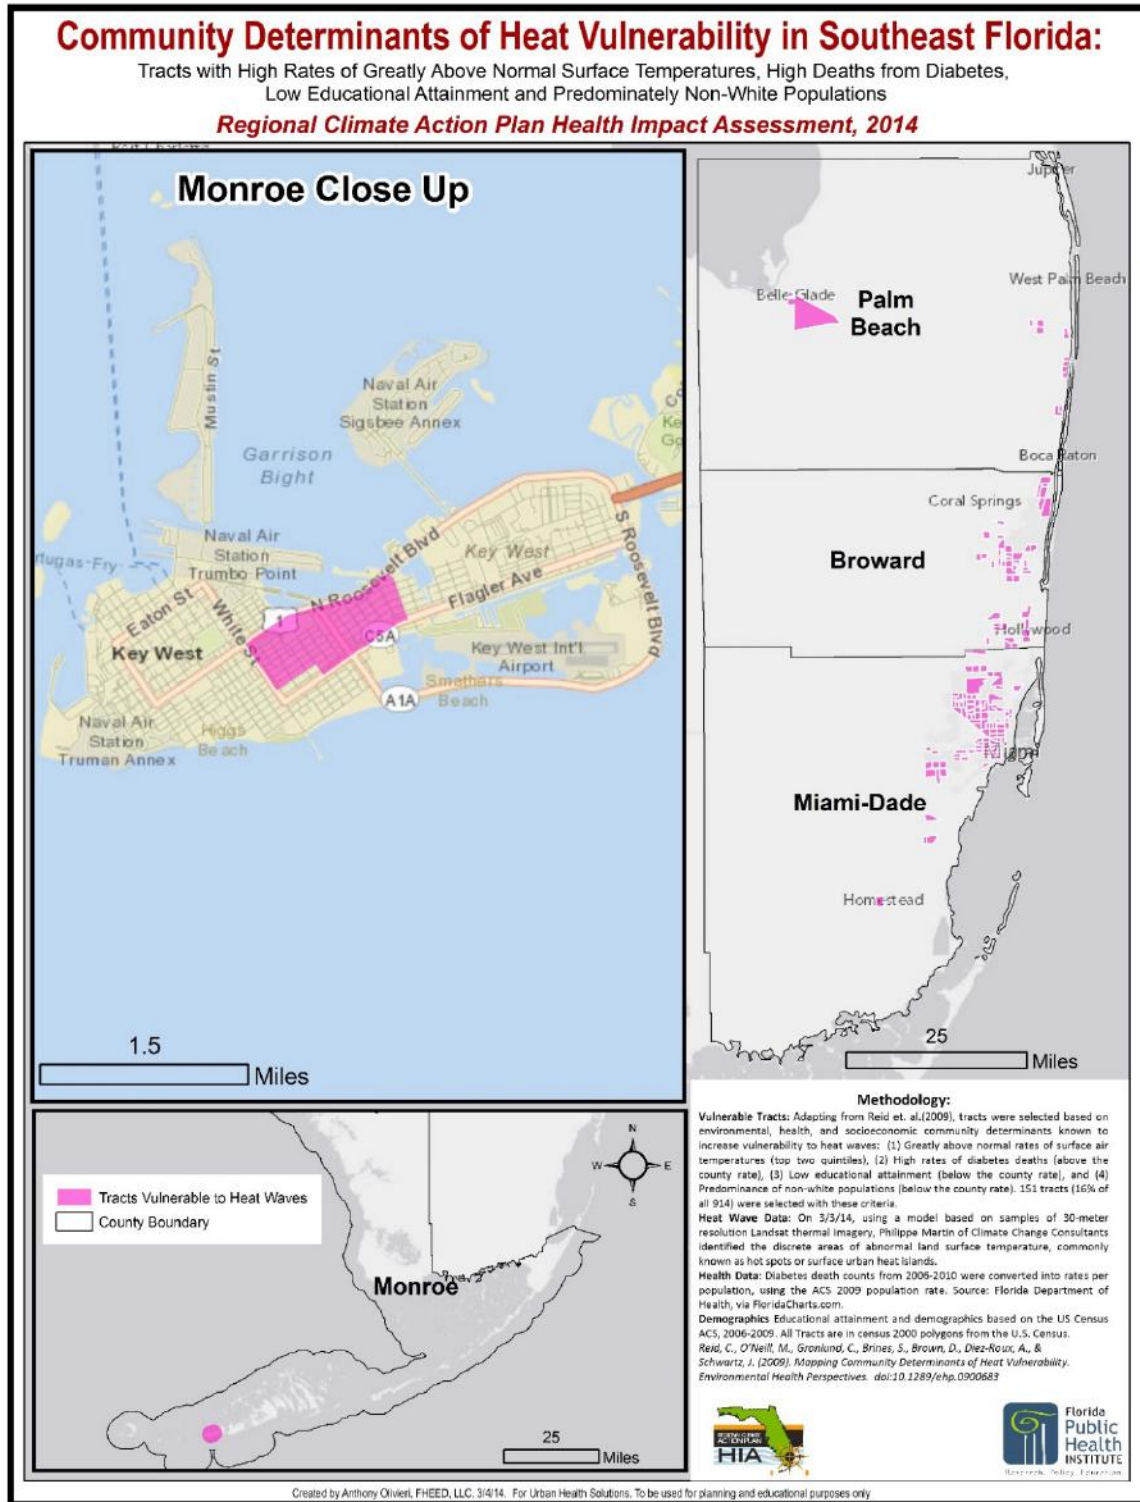 Community Determinants of Heat Vulnerability in Southeast Florida:
Tracts with High Rates of Greatly Above Normal Surface Temperatures, High Deaths from Diabetes,
Low Educational Attainment and Predominately Non-White Populations
Regional Climate Action Plan Health Impact Assessment, 2014
Monroe Close Up
Mustin St
Naval Air
Station
Sigsbee Annex
Garrison
Bight
Naval Air
Station
Trumbo Point
N Roosevelt Blvd
Key West
S Roosevelt Blvd
Flagler Ave
Eaton St
White St
1
C5A
Key West
Key West Int'l
Airport
Smathers
Beach
A1A
Higgs
Beach
Naval Air
Station
Truman Annex
1.5
Miles
Jupiter
West Palm Beach
Belle Glade
Palm
Beach
Boca Raton
Coral Springs
Broward
Hollywood
Miami
Miami-Dade
Homestead
25
Miles
Tracts Vulnerable to Heat Waves
County Boundary
N
W
E
S
Monroe
25
Miles
Methodology:
Vulnerable Tracts: Adapting from Reid et. al.(2009), tracts were selected based on
environmental, health, and socioeconomic community determinants known to
increase vulnerability to heat waves: (1) Greatly above normal rates of surface air
temperatures (top two quintiles), (2) High rates of diabetes deaths (above the
county rate), (3) Low educational attainment (below the county rate), and (4)
Predominance of non-white populations (below the county rate). 151 tracts (16% of
all 914) were selected with these criteria.
Heat Wave Data: On 3/3/14, using a model based on samples of 30-meter
resolution Landsat thermal imagery, Philippe Martin of Climate Change Consultants
identified the discrete areas of abnormal land surface temperature, commonly
known as hot spots or surface urban heat islands.
Health Data: Diabetes death counts from 2006-2010 were converted into rates per
population, using the ACS 2009 population rate. Source: Florida Department of
Health, via FloridaCharts.com.
Demographics Educational attainment and demographics based on the US Census
ACS, 2006-2009. All Tracts are in census 2000 polygons from the U.S. Census.
Reid, C., O'Neill, M., Gronlund, C., Brines, S., Brown, D., Diez-Roux, A., &
Schwartz, J. (2009). Mapping Community Determinants of Heat Vulnerability.
Environmental Health Perspectives. doi:10.1289/ehp.0900683
REGIONAL CLIMATE
ACTION PLAN
HIA
Florida
Public
Health
INSTITUTE
Research. Policy. Education.
Created by Anthony Olivieri, FHEED, LLC. 3/4/14. For Urban Health Solutions. To be used for planning and educational purposes only